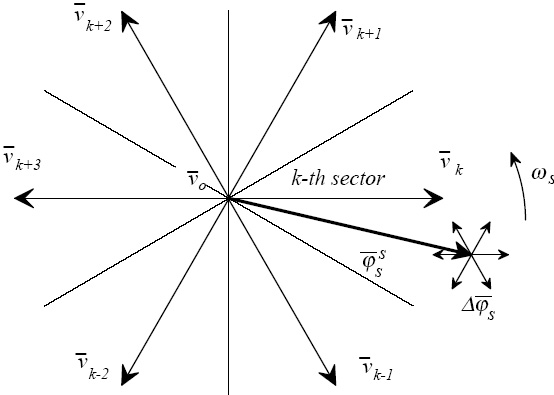 v̅ₖ₊₂
v̅ₖ₊₁
v̅ₖ₊₃
v̅ₒ
k-th sector
v̅ₖ
ωₛ
φ̅ₛˢ
Δφ̅ₛ
v̅ₖ₋₂
v̅ₖ₋₁